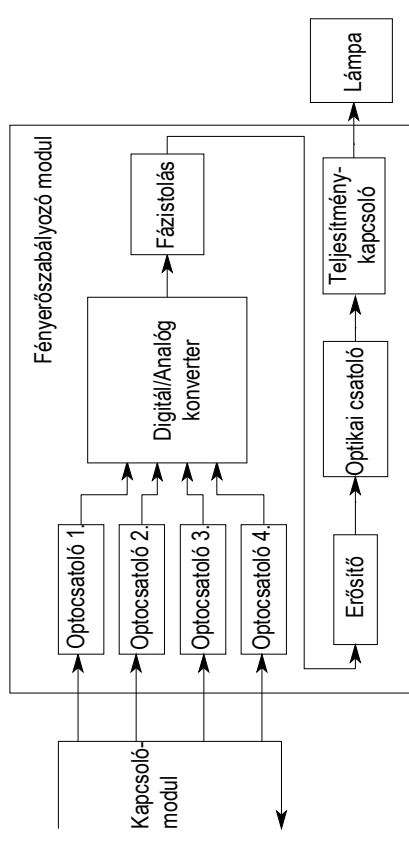 Fényerőszabályozó modul
Kapcsoló-
modul
Optocsatoló 1.
Optocsatoló 2.
Optocsatoló 3.
Optocsatoló 4.
Digitál/Analóg
konverter
Fázistolás
Erősítő
Optikai csatoló
Teljesítmény-
kapcsoló
Lámpa